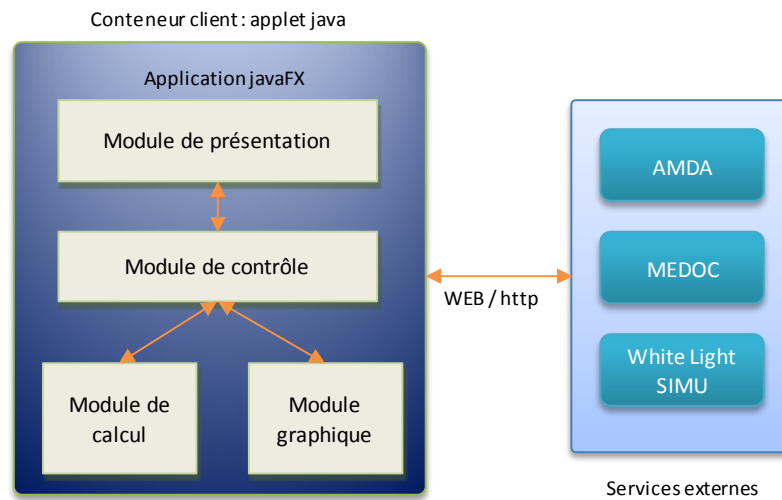 Conteneur client : applet java
Application javaFX
Module de présentation
Module de contrôle
Module de
calcul
Module
graphique
WEB / http
AMDA
MEDOC
White Light
SIMU
Services externes